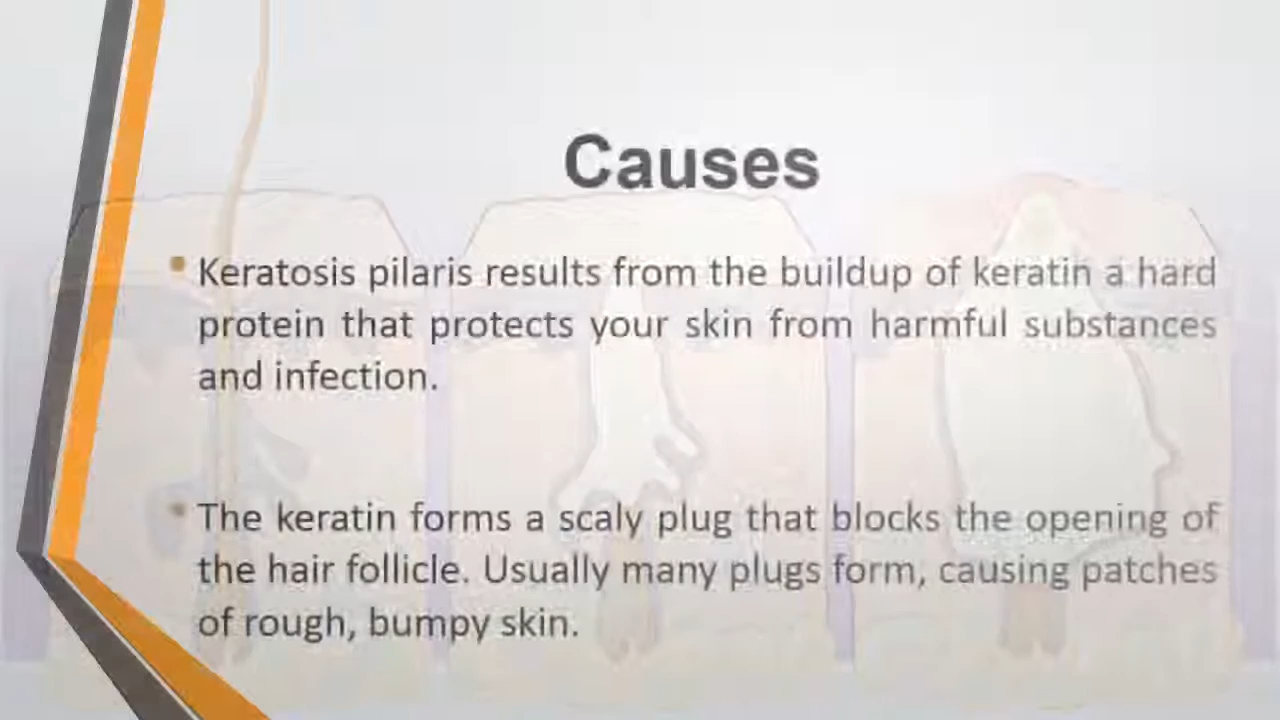 Causes
• Keratosis pilaris results from the buildup of keratin a hard
protein that protects your skin from harmful substances
and infection.
• The keratin forms a scaly plug that blocks the opening of
the hair follicle. Usually many plugs form, causing patches
of rough, bumpy skin.